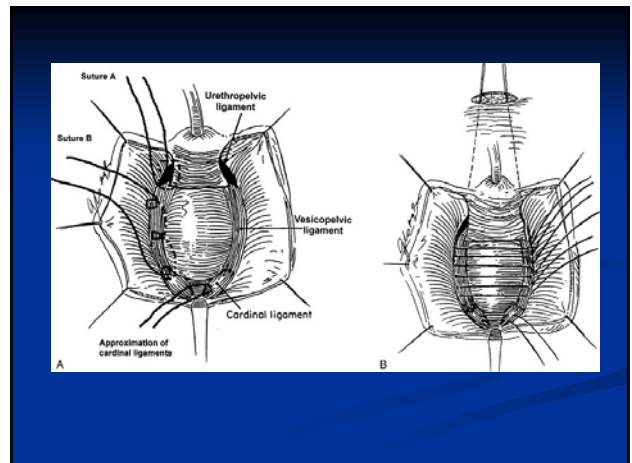 Suture A
Urethropelvic
ligament
Suture B
Vesicopelvic
ligament
Cardinal ligament
Approximation of
cardinal ligaments
A
B